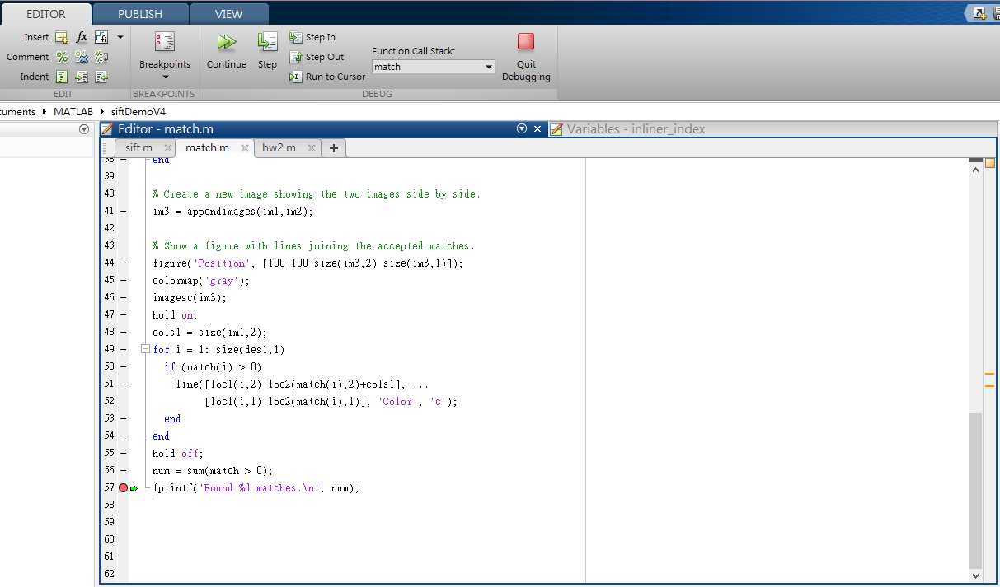 EDITOR PUBLISH VIEW
Insert fx fi
Comment % % %
Indent
EDIT
Breakpoints
BREAKPOINTS
Continue
Step
Step In
Step Out
Run to Cursor
Function Call Stack:
match
Quit
Debugging
DEBUG
cuments MATLAB siftDemoV4
Editor - match.m
Variables - inliner_index
sift.m match.m hw2.m +
38 end
39
40 % Create a new image showing the two images side by side.
41 im3 = appendimages(im1,im2);
42
43 % Show a figure with lines joining the accepted matches.
44 figure('Position', [100 100 size(im3,2) size(im3,1)]);
45 colormap('gray');
46 imagesc(im3);
47 hold on;
48 cols1 = size(im1,2);
49 for i = 1: size(des1,1)
50 if (match(i) > 0)
51 line([loc1(i,2) loc2(match(i),2)+cols1], ...
52 [loc1(i,1) loc2(match(i),1)], 'Color', 'c');
53 end
54 end
55 hold off;
56 num = sum(match > 0);
57 fprintf('Found %d matches.\n', num);
58
59
60
61
62